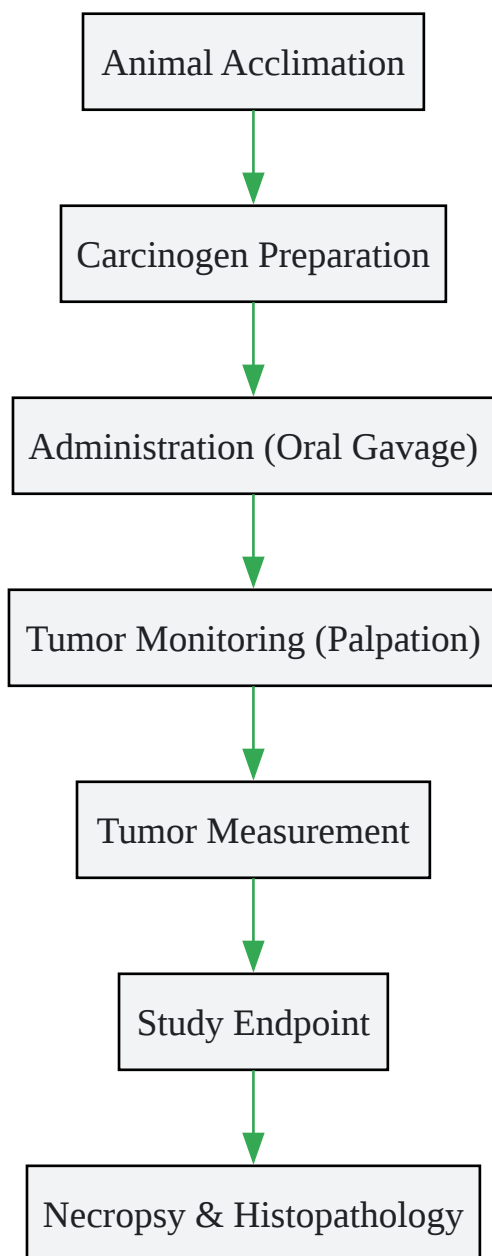 Animal Acclimation
Carcinogen Preparation
Administration (Oral Gavage)
Tumor Monitoring (Palpation)
Tumor Measurement
Study Endpoint
Necropsy & Histopathology